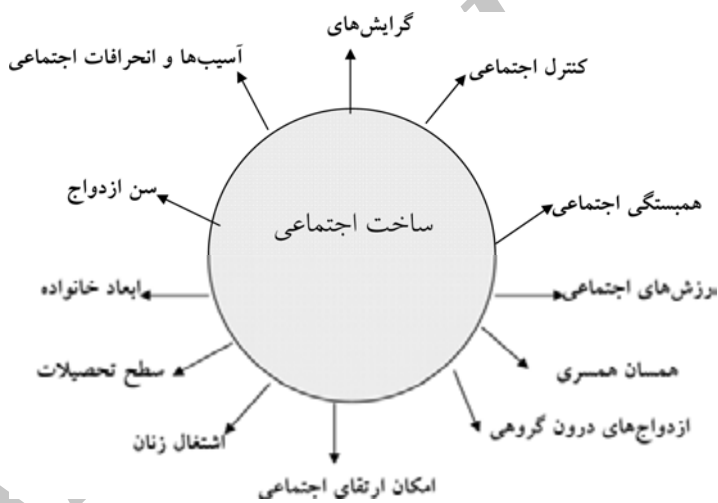 گرایش‌های
آسیب‌ها و انحرافات اجتماعی
کنترل اجتماعی
سن ازدواج
همبستگی اجتماعی
ساخت اجتماعی
ابعاد خانواده
رزش‌های اجتماعی
سطح تحصیلات
همسان همسری
اشتغال زنان
ازدواج‌های درون گروهی
امکان ارتقای اجتماعی